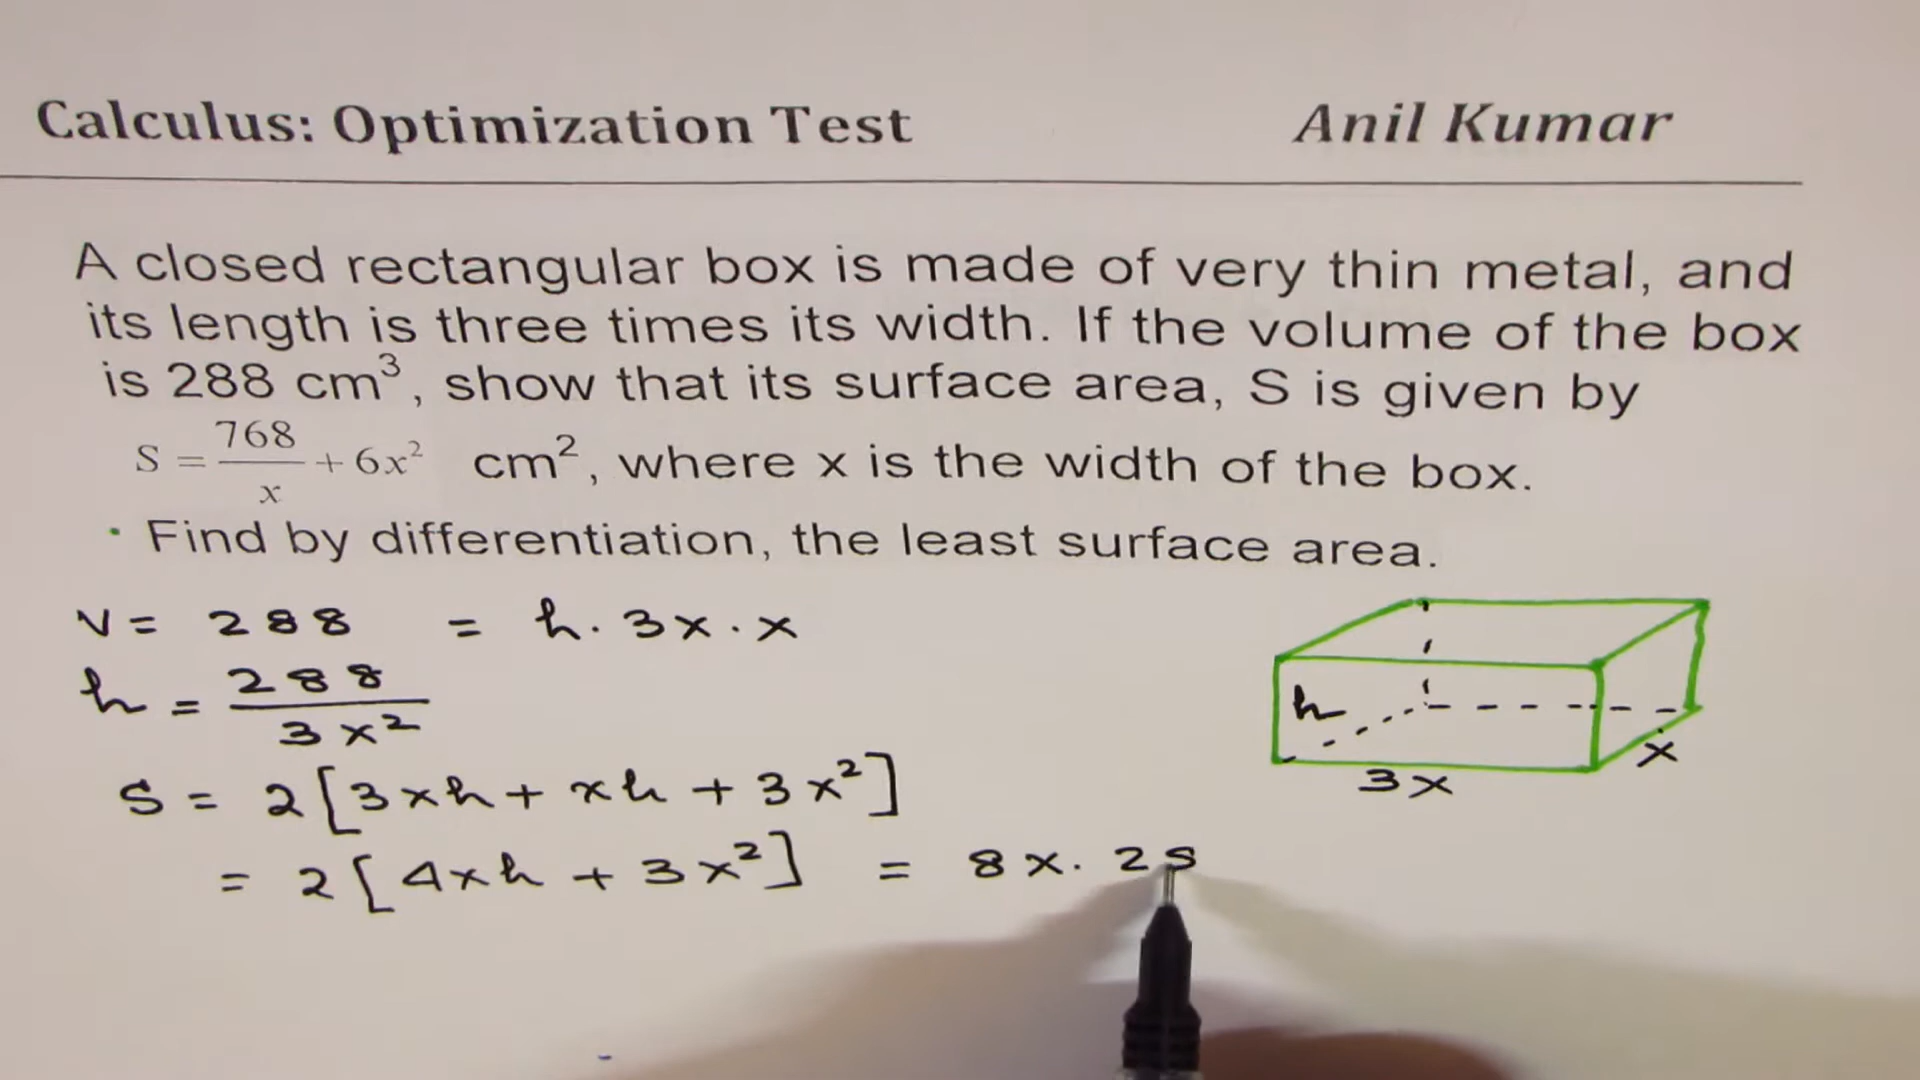 Calculus: Optimization Test Anil Kumar
A closed rectangular box is made of very thin metal, and
its length is three times its width. If the volume of the box
is 288 cm³, show that its surface area, S is given by
S = 768/x + 6x² cm², where x is the width of the box.
· Find by differentiation, the least surface area.
V = 288 = h · 3x · x
h = 288/3x²
S = 2[3xh + xh + 3x²]
= 2[4xh + 3x²] = 8x · 2
h
x
3x